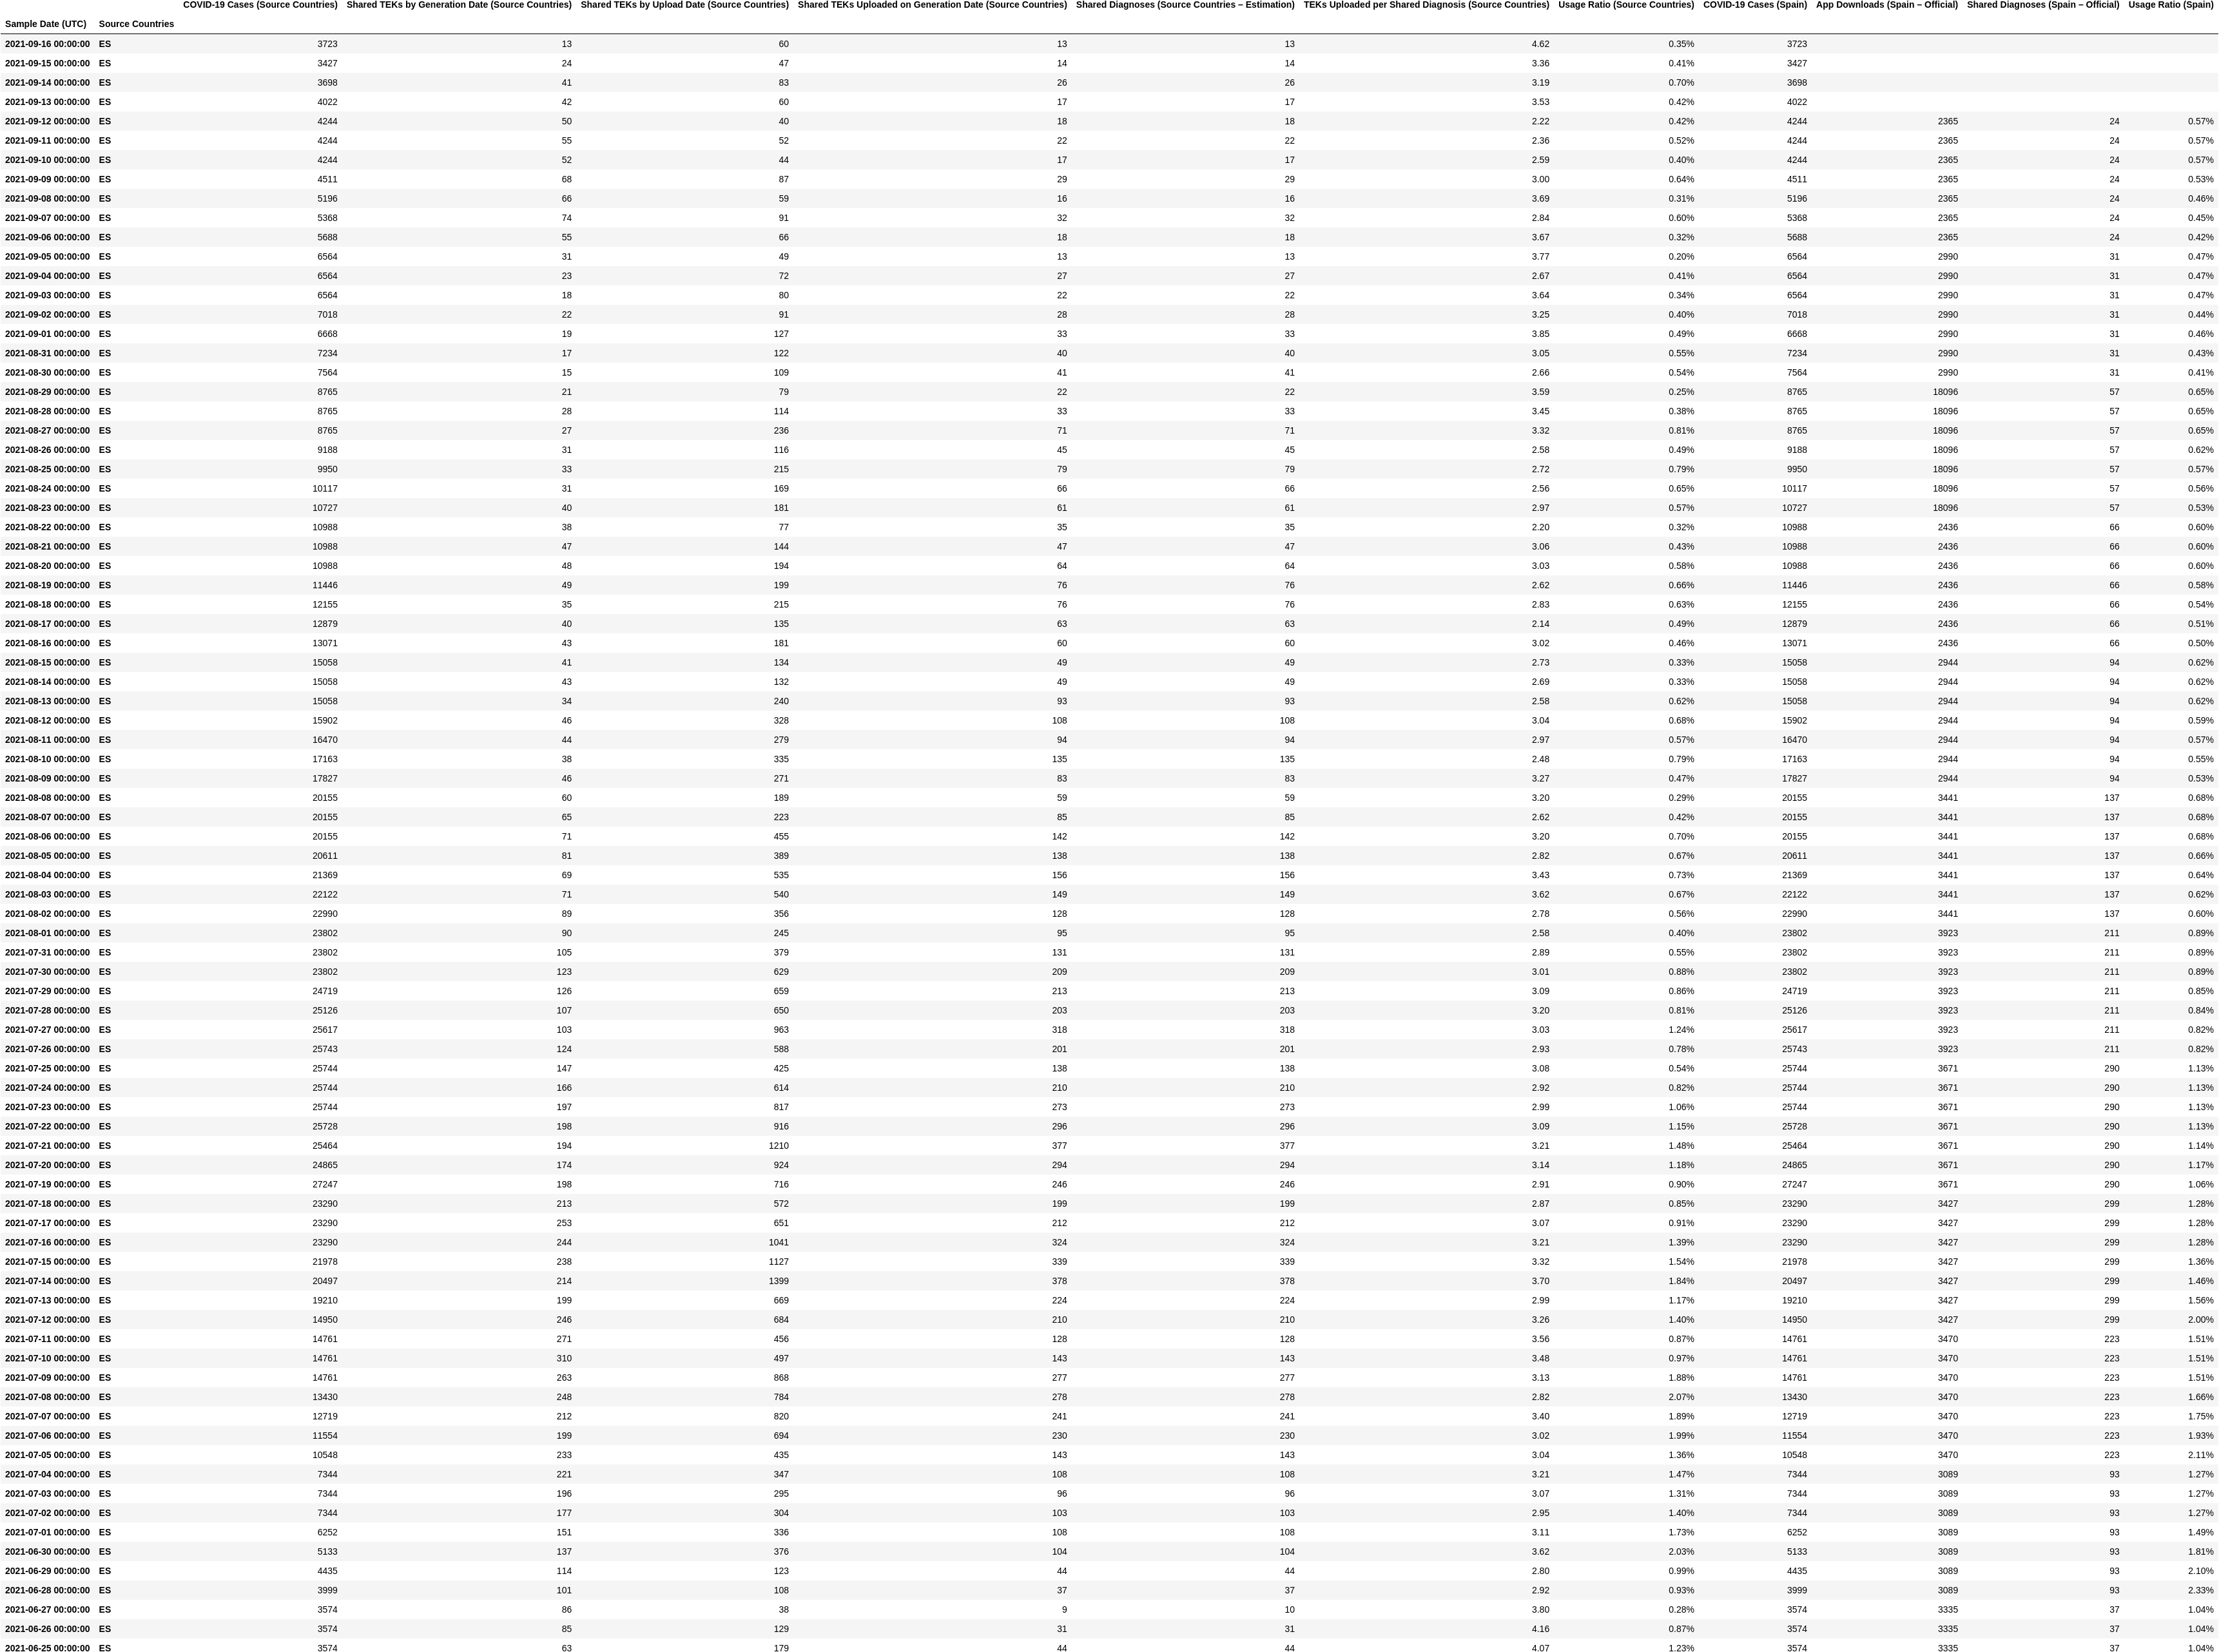 COVID-19 Cases (Source Countries) Shared TEKs by Generation Date (Source Countries) Shared TEKs by Upload Date (Source Countries) Shared TEKs Uploaded on Generation Date (Source Countries) Shared Diagnoses (Source Countries – Estimation) TEKs Uploaded per Shared Diagnosis (Source Countries) Usage Ratio (Source Countries) COVID-19 Cases (Spain) App Downloads (Spain – Official) Shared Diagnoses (Spain – Official) Usage Ratio (Spain)
Sample Date (UTC) Source Countries
2021-09-16 00:00:00 ES 3723 13 60 13 13 4.62 0.35% 3723
2021-09-15 00:00:00 ES 3427 24 47 14 14 3.36 0.41% 3427
2021-09-14 00:00:00 ES 3698 41 83 26 26 3.19 0.70% 3698
2021-09-13 00:00:00 ES 4022 42 60 17 17 3.53 0.42% 4022
2021-09-12 00:00:00 ES 4244 50 40 18 18 2.22 0.42% 4244 2365 24 0.57%
2021-09-11 00:00:00 ES 4244 55 52 22 22 2.36 0.52% 4244 2365 24 0.57%
2021-09-10 00:00:00 ES 4244 52 44 17 17 2.59 0.40% 4244 2365 24 0.57%
2021-09-09 00:00:00 ES 4511 68 87 29 29 3.00 0.64% 4511 2365 24 0.53%
2021-09-08 00:00:00 ES 5196 66 59 16 16 3.69 0.31% 5196 2365 24 0.46%
2021-09-07 00:00:00 ES 5368 74 91 32 32 2.84 0.60% 5368 2365 24 0.45%
2021-09-06 00:00:00 ES 5688 55 66 18 18 3.67 0.32% 5688 2365 24 0.42%
2021-09-05 00:00:00 ES 6564 31 49 13 13 3.77 0.20% 6564 2990 31 0.47%
2021-09-04 00:00:00 ES 6564 23 72 27 27 2.67 0.41% 6564 2990 31 0.47%
2021-09-03 00:00:00 ES 6564 18 80 22 22 3.64 0.34% 6564 2990 31 0.47%
2021-09-02 00:00:00 ES 7018 22 91 28 28 3.25 0.40% 7018 2990 31 0.44%
2021-09-01 00:00:00 ES 6668 19 127 33 33 3.85 0.49% 6668 2990 31 0.46%
2021-08-31 00:00:00 ES 7234 17 122 40 40 3.05 0.55% 7234 2990 31 0.43%
2021-08-30 00:00:00 ES 7564 15 109 41 41 2.66 0.54% 7564 2990 31 0.41%
2021-08-29 00:00:00 ES 8765 21 79 22 22 3.59 0.25% 8765 18096 57 0.65%
2021-08-28 00:00:00 ES 8765 28 114 33 33 3.45 0.38% 8765 18096 57 0.65%
2021-08-27 00:00:00 ES 8765 27 236 71 71 3.32 0.81% 8765 18096 57 0.65%
2021-08-26 00:00:00 ES 9188 31 116 45 45 2.58 0.49% 9188 18096 57 0.62%
2021-08-25 00:00:00 ES 9950 33 215 79 79 2.72 0.79% 9950 18096 57 0.57%
2021-08-24 00:00:00 ES 10117 31 169 66 66 2.56 0.65% 10117 18096 57 0.56%
2021-08-23 00:00:00 ES 10727 40 181 61 61 2.97 0.57% 10727 18096 57 0.53%
2021-08-22 00:00:00 ES 10988 38 77 35 35 2.20 0.32% 10988 2436 66 0.60%
2021-08-21 00:00:00 ES 10988 47 144 47 47 3.06 0.43% 10988 2436 66 0.60%
2021-08-20 00:00:00 ES 10988 48 194 64 64 3.03 0.58% 10988 2436 66 0.60%
2021-08-19 00:00:00 ES 11446 49 199 76 76 2.62 0.66% 11446 2436 66 0.58%
2021-08-18 00:00:00 ES 12155 35 215 76 76 2.83 0.63% 12155 2436 66 0.54%
2021-08-17 00:00:00 ES 12879 40 135 63 63 2.14 0.49% 12879 2436 66 0.51%
2021-08-16 00:00:00 ES 13071 43 181 60 60 3.02 0.46% 13071 2436 66 0.50%
2021-08-15 00:00:00 ES 15058 41 134 49 49 2.73 0.33% 15058 2944 94 0.62%
2021-08-14 00:00:00 ES 15058 43 132 49 49 2.69 0.33% 15058 2944 94 0.62%
2021-08-13 00:00:00 ES 15058 34 240 93 93 2.58 0.62% 15058 2944 94 0.62%
2021-08-12 00:00:00 ES 15902 46 328 108 108 3.04 0.68% 15902 2944 94 0.59%
2021-08-11 00:00:00 ES 16470 44 279 94 94 2.97 0.57% 16470 2944 94 0.57%
2021-08-10 00:00:00 ES 17163 38 335 135 135 2.48 0.79% 17163 2944 94 0.55%
2021-08-09 00:00:00 ES 17827 46 271 83 83 3.27 0.47% 17827 2944 94 0.53%
2021-08-08 00:00:00 ES 20155 60 189 59 59 3.20 0.29% 20155 3441 137 0.68%
2021-08-07 00:00:00 ES 20155 65 223 85 85 2.62 0.42% 20155 3441 137 0.68%
2021-08-06 00:00:00 ES 20155 71 455 142 142 3.20 0.70% 20155 3441 137 0.68%
2021-08-05 00:00:00 ES 20611 81 389 138 138 2.82 0.67% 20611 3441 137 0.66%
2021-08-04 00:00:00 ES 21369 69 535 156 156 3.43 0.73% 21369 3441 137 0.64%
2021-08-03 00:00:00 ES 22122 71 540 149 149 3.62 0.67% 22122 3441 137 0.62%
2021-08-02 00:00:00 ES 22990 89 356 128 128 2.78 0.56% 22990 3441 137 0.60%
2021-08-01 00:00:00 ES 23802 90 245 95 95 2.58 0.40% 23802 3923 211 0.89%
2021-07-31 00:00:00 ES 23802 105 379 131 131 2.89 0.55% 23802 3923 211 0.89%
2021-07-30 00:00:00 ES 23802 123 629 209 209 3.01 0.88% 23802 3923 211 0.89%
2021-07-29 00:00:00 ES 24719 126 659 213 213 3.09 0.86% 24719 3923 211 0.85%
2021-07-28 00:00:00 ES 25126 107 650 203 203 3.20 0.81% 25126 3923 211 0.84%
2021-07-27 00:00:00 ES 25617 103 963 318 318 3.03 1.24% 25617 3923 211 0.82%
2021-07-26 00:00:00 ES 25743 124 588 201 201 2.93 0.78% 25743 3923 211 0.82%
2021-07-25 00:00:00 ES 25744 147 425 138 138 3.08 0.54% 25744 3671 290 1.13%
2021-07-24 00:00:00 ES 25744 166 614 210 210 2.92 0.82% 25744 3671 290 1.13%
2021-07-23 00:00:00 ES 25744 197 817 273 273 2.99 1.06% 25744 3671 290 1.13%
2021-07-22 00:00:00 ES 25728 198 916 296 296 3.09 1.15% 25728 3671 290 1.13%
2021-07-21 00:00:00 ES 25464 194 1210 377 377 3.21 1.48% 25464 3671 290 1.14%
2021-07-20 00:00:00 ES 24865 174 924 294 294 3.14 1.18% 24865 3671 290 1.17%
2021-07-19 00:00:00 ES 27247 198 716 246 246 2.91 0.90% 27247 3671 290 1.06%
2021-07-18 00:00:00 ES 23290 213 572 199 199 2.87 0.85% 23290 3427 299 1.28%
2021-07-17 00:00:00 ES 23290 253 651 212 212 3.07 0.91% 23290 3427 299 1.28%
2021-07-16 00:00:00 ES 23290 244 1041 324 324 3.21 1.39% 23290 3427 299 1.28%
2021-07-15 00:00:00 ES 21978 238 1127 339 339 3.32 1.54% 21978 3427 299 1.36%
2021-07-14 00:00:00 ES 20497 214 1399 378 378 3.70 1.84% 20497 3427 299 1.46%
2021-07-13 00:00:00 ES 19210 199 669 224 224 2.99 1.17% 19210 3427 299 1.56%
2021-07-12 00:00:00 ES 14950 246 684 210 210 3.26 1.40% 14950 3427 299 2.00%
2021-07-11 00:00:00 ES 14761 271 456 128 128 3.56 0.87% 14761 3470 223 1.51%
2021-07-10 00:00:00 ES 14761 310 497 143 143 3.48 0.97% 14761 3470 223 1.51%
2021-07-09 00:00:00 ES 14761 263 868 277 277 3.13 1.88% 14761 3470 223 1.51%
2021-07-08 00:00:00 ES 13430 248 784 278 278 2.82 2.07% 13430 3470 223 1.66%
2021-07-07 00:00:00 ES 12719 212 820 241 241 3.40 1.89% 12719 3470 223 1.75%
2021-07-06 00:00:00 ES 11554 199 694 230 230 3.02 1.99% 11554 3470 223 1.93%
2021-07-05 00:00:00 ES 10548 233 435 143 143 3.04 1.36% 10548 3470 223 2.11%
2021-07-04 00:00:00 ES 7344 221 347 108 108 3.21 1.47% 7344 3089 93 1.27%
2021-07-03 00:00:00 ES 7344 196 295 96 96 3.07 1.31% 7344 3089 93 1.27%
2021-07-02 00:00:00 ES 7344 177 304 103 103 2.95 1.40% 7344 3089 93 1.27%
2021-07-01 00:00:00 ES 6252 151 336 108 108 3.11 1.73% 6252 3089 93 1.49%
2021-06-30 00:00:00 ES 5133 137 376 104 104 3.62 2.03% 5133 3089 93 1.81%
2021-06-29 00:00:00 ES 4435 114 123 44 44 2.80 0.99% 4435 3089 93 2.10%
2021-06-28 00:00:00 ES 3999 101 108 37 37 2.92 0.93% 3999 3089 93 2.33%
2021-06-27 00:00:00 ES 3574 86 38 9 10 3.80 0.28% 3574 3335 37 1.04%
2021-06-26 00:00:00 ES 3574 85 129 31 31 4.16 0.87% 3574 3335 37 1.04%
2021-06-25 00:00:00 ES 3574 63 179 44 44 4.07 1.23% 3574 3335 37 1.04%